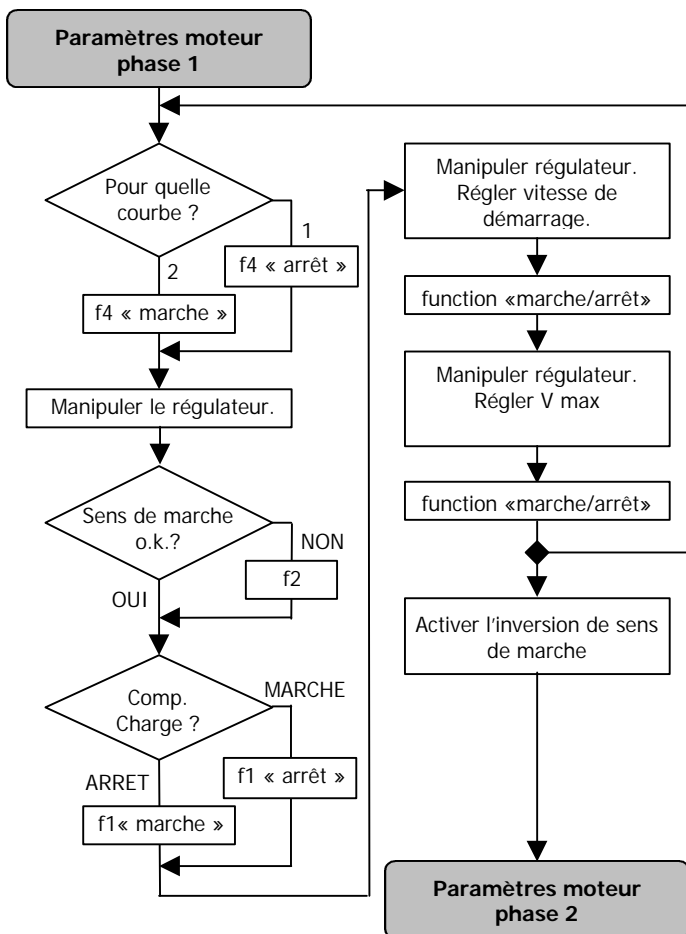 Paramètres moteur
phase 1
Pour quelle
courbe ?
1
f4 « arrêt »
2
f4 « marche »
Manipuler le régulateur.
Sens de marche
o.k.?
NON
f2
OUI
Comp.
Charge ?
MARCHE
f1 « arrêt »
ARRET
f1« marche »
Manipuler régulateur.
Régler vitesse de
démarrage.
function «marche/arrêt»
Manipuler régulateur.
Régler V max
function «marche/arrêt»
Activer l'inversion de sens
de marche
Paramètres moteur
phase 2